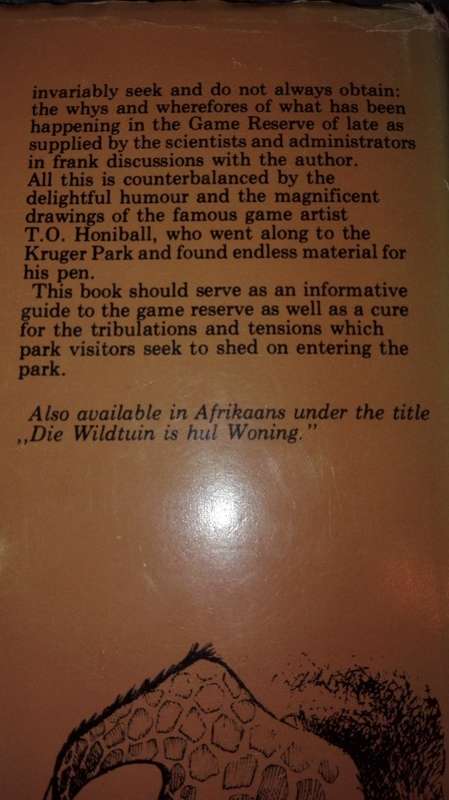 invariably seek and do not always obtain:
the whys and wherefores of what has been
happening in the Game Reserve of late as
supplied by the scientists and administrators
in frank discussions with the author.
All this is counterbalanced by the
delightful humour and the magnificent
drawings of the famous game artist
T.O. Honiball, who went along to the
Kruger Park and found endless material for
his pen.
This book should serve as an informative
guide to the game reserve as well as a cure
for the tribulations and tensions which
park visitors seek to shed on entering the
park.
Also available in Afrikaans under the title
,,Die Wildtuin is hul Woning."